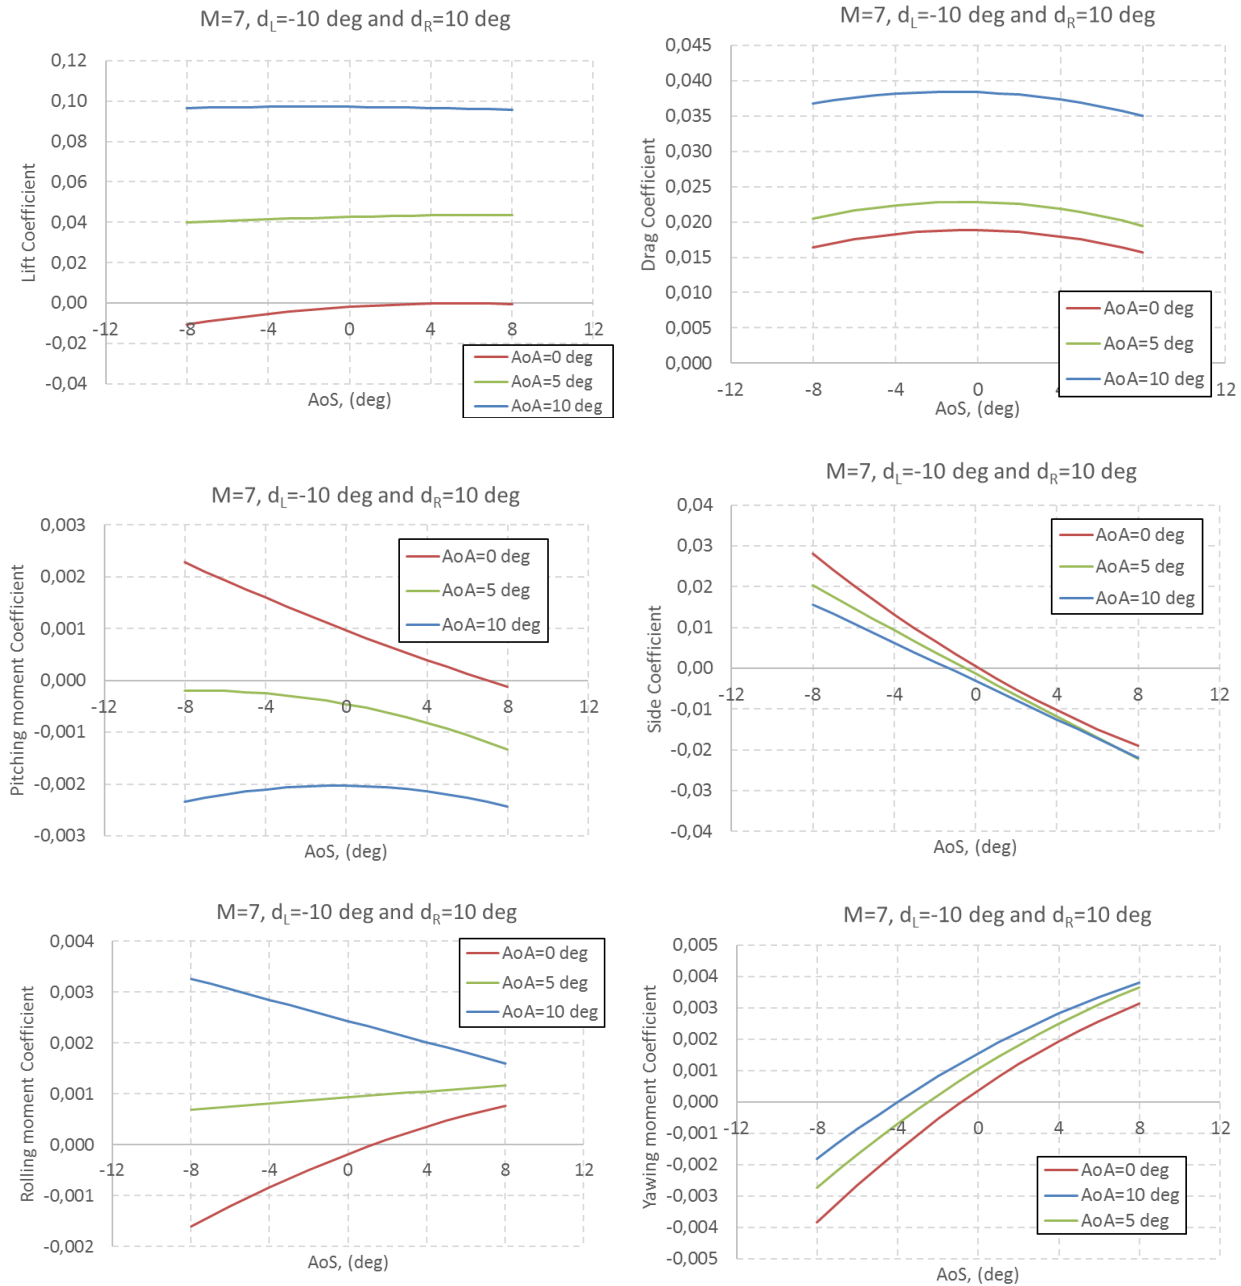 M=7, dL=-10 deg and dR=10 deg
Lift Coefficient
0,12
0,10
0,08
0,06
0,04
0,02
0,00
-0,02
-0,04
-12 -8 -4 0 4 8 12
AoS, (deg)
AoA=0 deg
AoA=5 deg
AoA=10 deg
M=7, dL=-10 deg and dR=10 deg
Drag Coefficient
0,045
0,040
0,035
0,030
0,025
0,020
0,015
0,010
0,005
0,000
-12 -8 -4 0 4 8 12
AoS, (deg)
AoA=0 deg
AoA=5 deg
AoA=10 deg
M=7, dL=-10 deg and dR=10 deg
Pitching moment Coefficient
0,003
0,002
0,001
0,000
-0,001
-0,002
-0,003
-12 -8 -4 0 4 8 12
AoS, (deg)
AoA=0 deg
AoA=5 deg
AoA=10 deg
M=7, dL=-10 deg and dR=10 deg
Side Coefficient
0,04
0,03
0,02
0,01
0,00
-0,01
-0,02
-0,03
-0,04
-12 -8 -4 0 4 8 12
AoS, (deg)
AoA=0 deg
AoA=5 deg
AoA=10 deg
M=7, dL=-10 deg and dR=10 deg
Rolling moment Coefficient
0,004
0,003
0,002
0,001
0,000
-0,001
-0,002
-12 -8 -4 0 4 8 12
AoS, (deg)
AoA=0 deg
AoA=5 deg
AoA=10 deg
M=7, dL=-10 deg and dR=10 deg
Yawing moment Coefficient
0,005
0,004
0,003
0,002
0,001
0,000
-0,001
-0,002
-0,003
-0,004
-0,005
-12 -8 -4 0 4 8 12
AoS, (deg)
AoA=0 deg
AoA=10 deg
AoA=5 deg